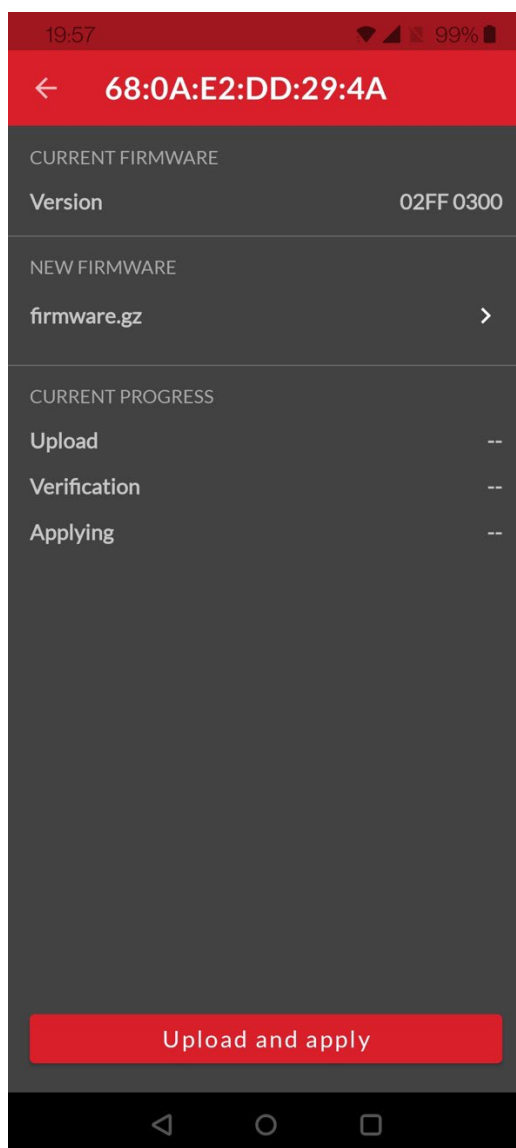 19:57 99%
68:0A:E2:DD:29:4A
CURRENT FIRMWARE
Version 02FF 0300
NEW FIRMWARE
firmware.gz
CURRENT PROGRESS
Upload --
Verification --
Applying --
Upload and apply